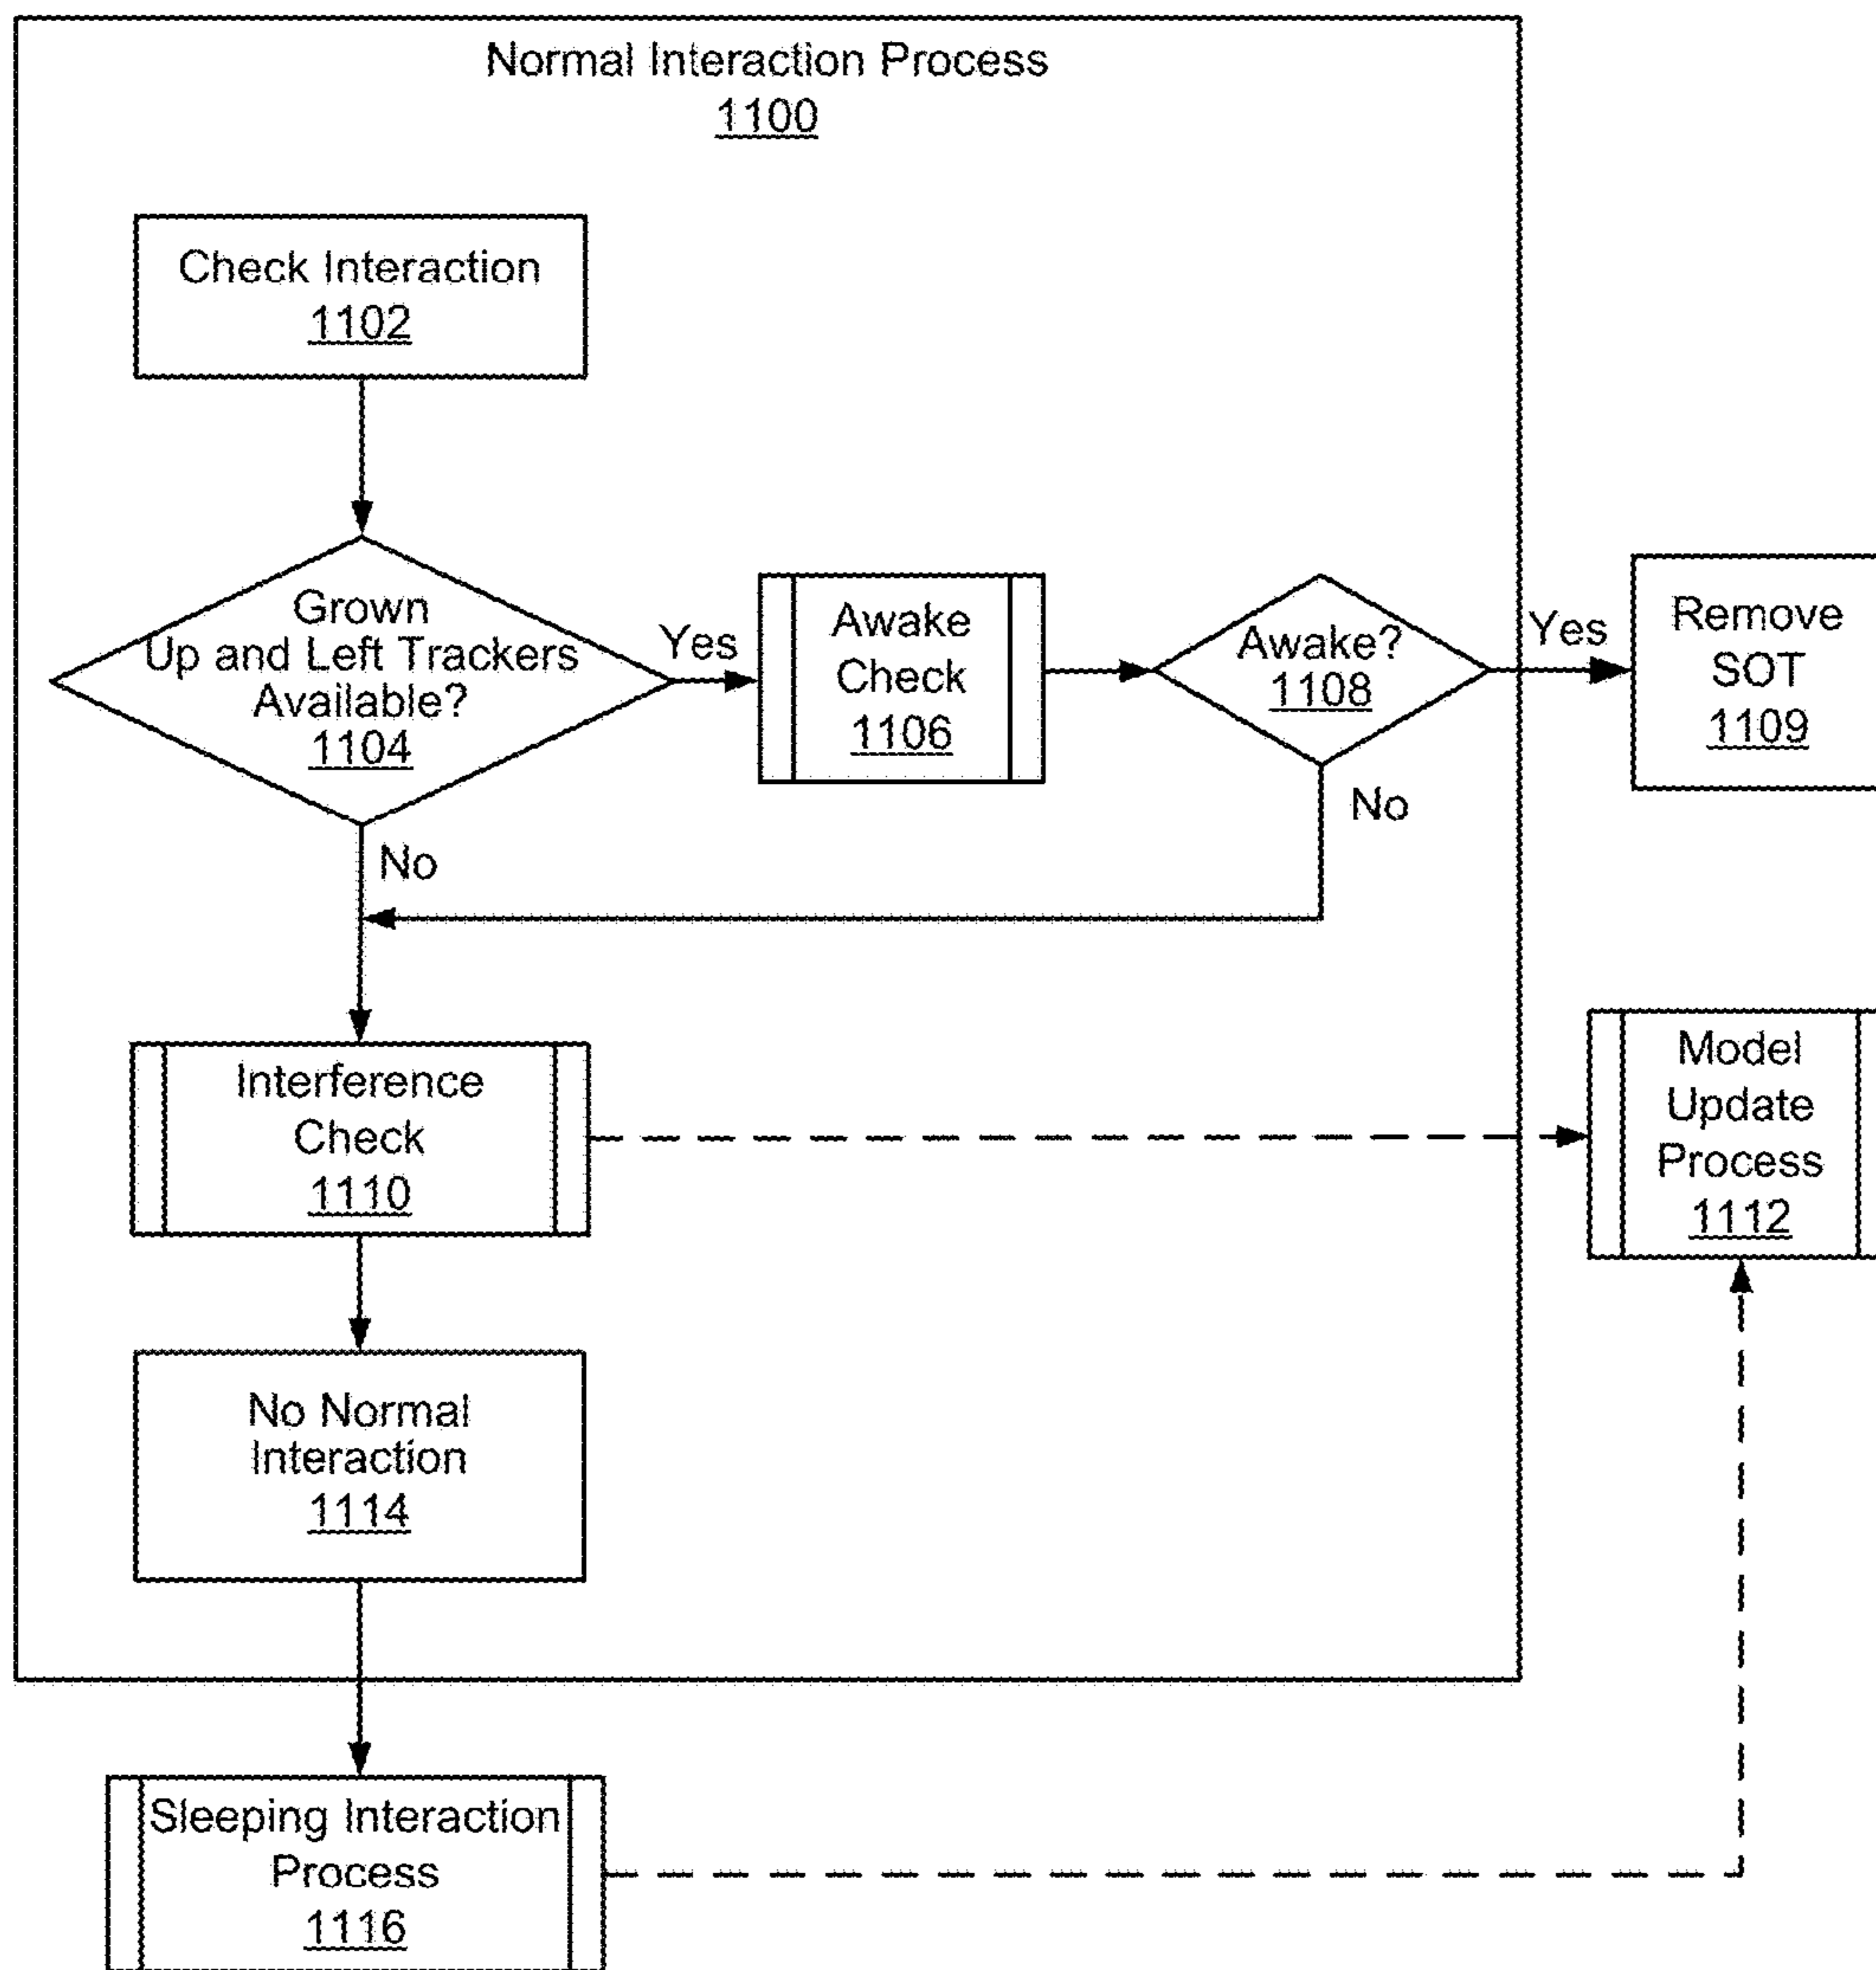 Normal Interaction Process
1100
Check Interaction
1102
Grown
Up and Left Trackers
Available?
1104
Yes
Awake
Check
1106
Awake?
1108
Yes
Remove
SOT
1109
No
No
Interference
Check
1110
Model
Update
Process
1112
No Normal
Interaction
1114
Sleeping Interaction
Process
1116